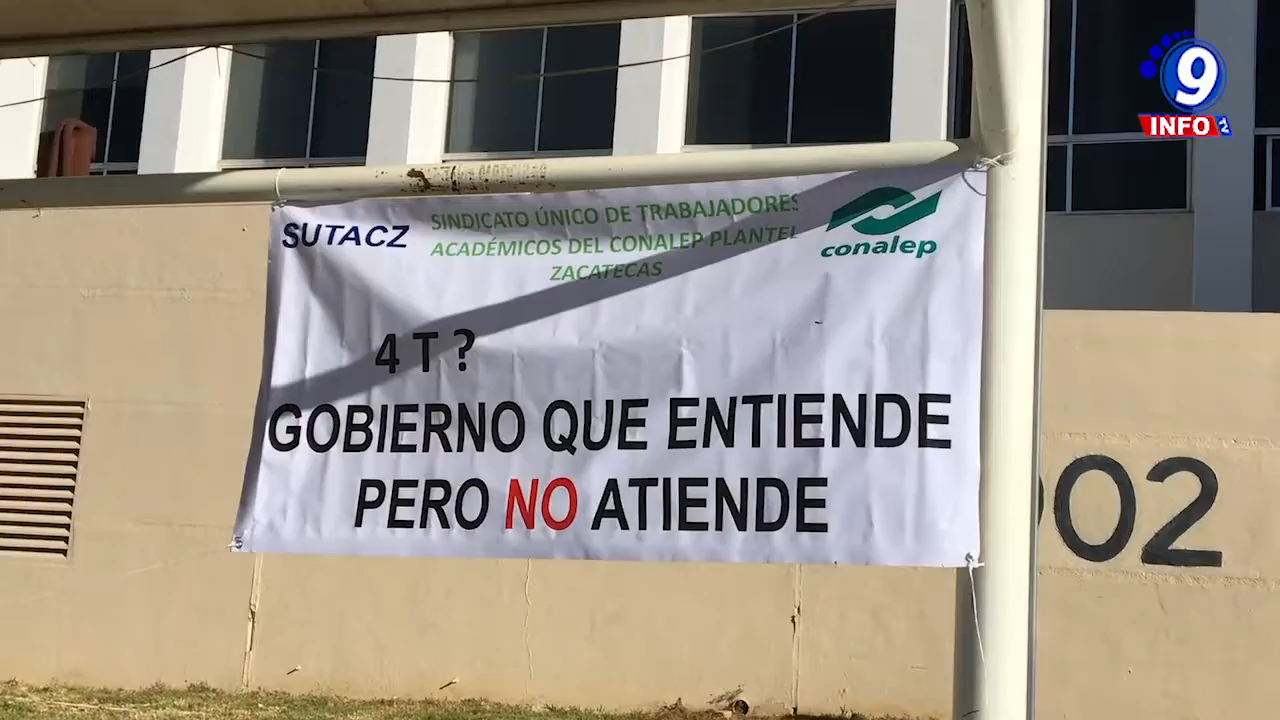 9
INFO
SUTACZ
SINDICATO ÚNICO DE TRABAJADORES
ACADÉMICOS DEL CONALEP PLANTEL
ZACATECAS
conalep
4 T ?
GOBIERNO QUE ENTIENDE
PERO NO ATIENDE
02